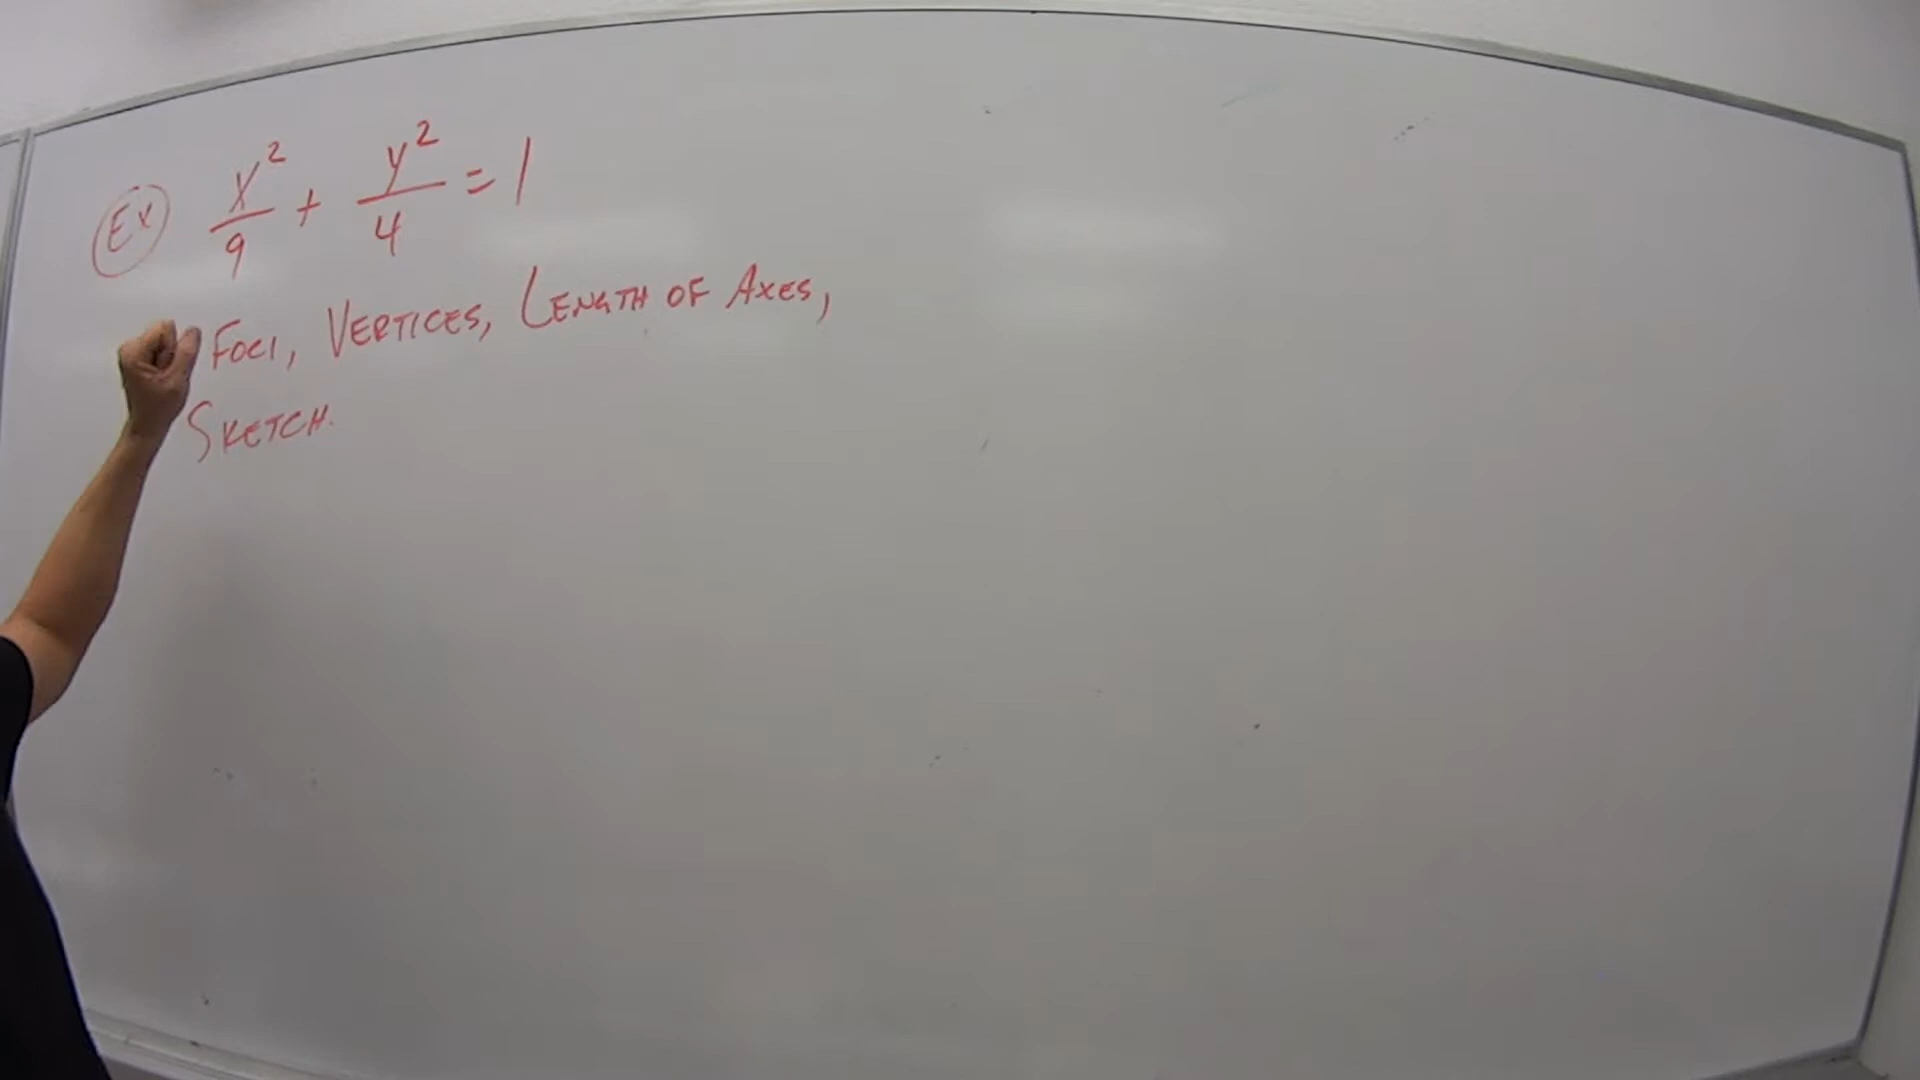 Ex x²/9 + y²/4 = 1
Foci, Vertices, Length of Axes,
Sketch.